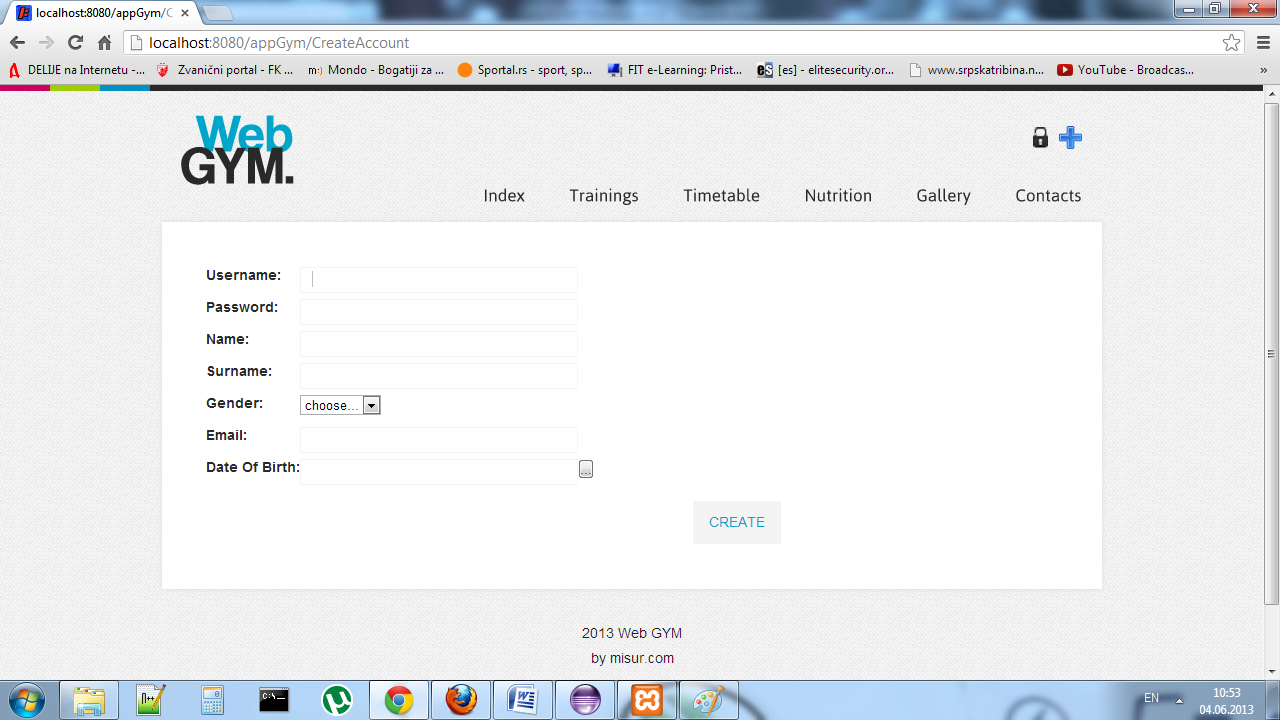 localhost:8080/appGym/C
localhost:8080/appGym/CreateAccount
DELIJE na Internetu -... Zvanični portal - FK ... m:) Mondo - Bogatiji za ... Sportal.rs - sport, sp... FIT e-Learning: Prist... eS [es] - elitesecurity.or... www.srpskatribina.n... YouTube - Broadcas... »
Web
GYM.
Index Trainings Timetable Nutrition Gallery Contacts
Username:
Password:
Name:
Surname:
Gender: choose...
Email:
Date Of Birth: ...
CREATE
2013 Web GYM
by misur.com
EN 10:53
04.06.2013